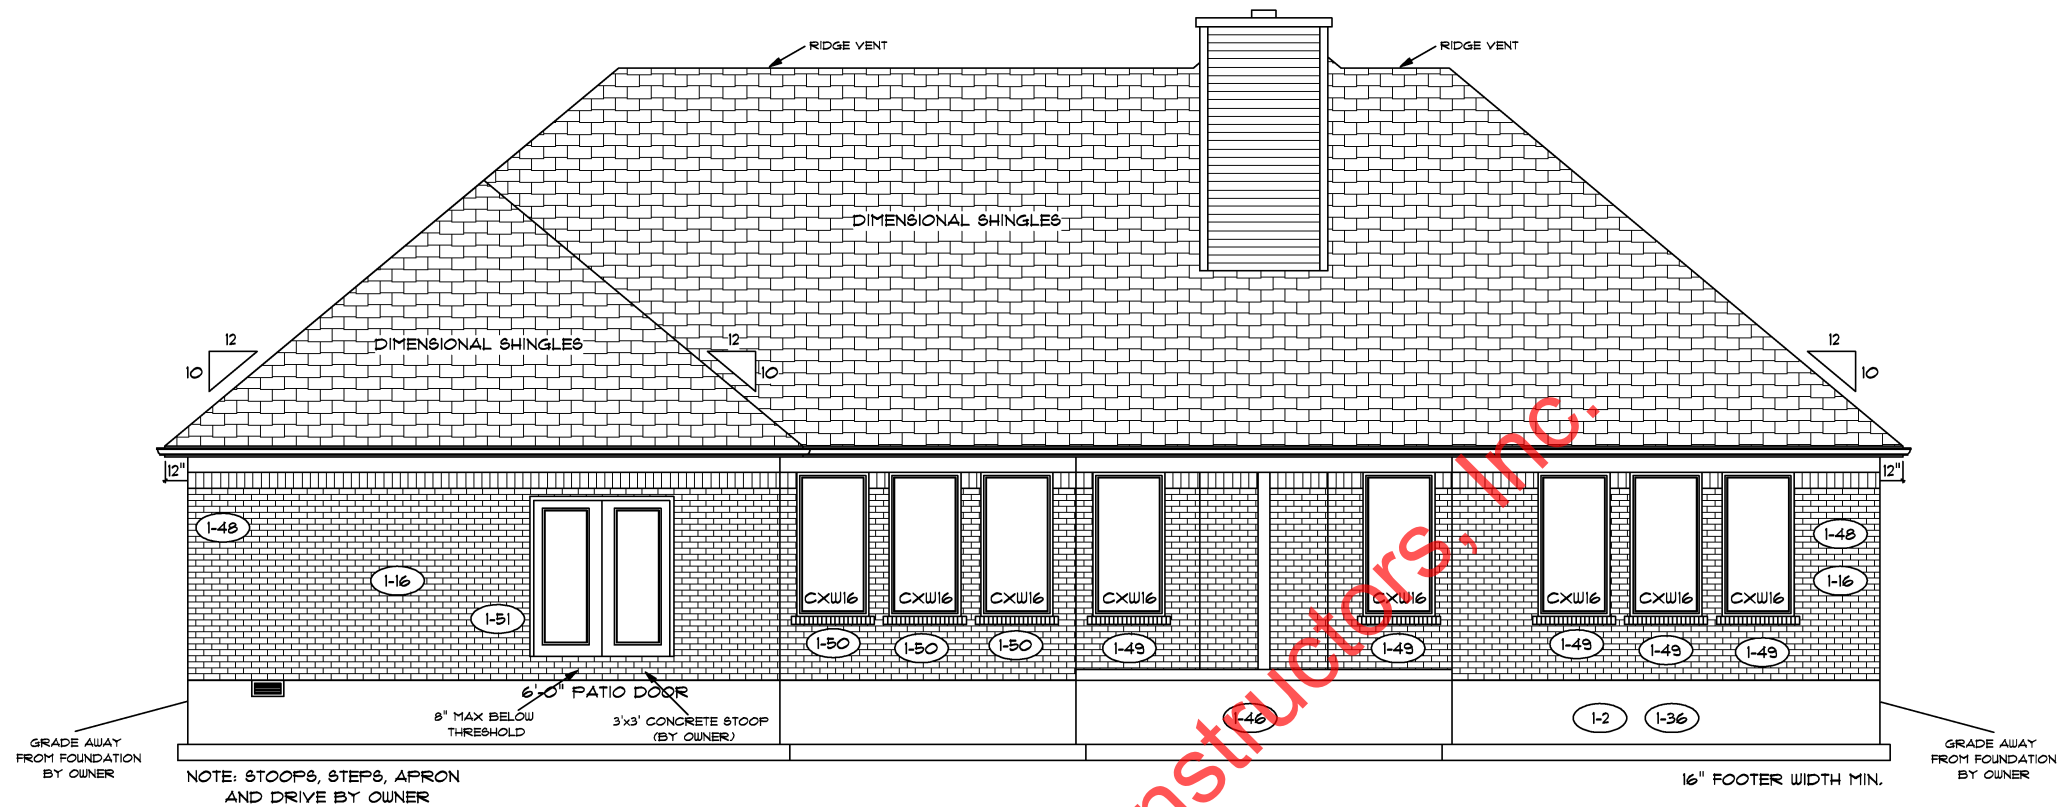 RIDGE VENT
RIDGE VENT
DIMENSIONAL SHINGLES
DIMENSIONAL SHINGLES
12
10
12
10
12
10
12"
12"
1-48
1-16
1-51
CXW16
CXW16
CXW16
CXW16
CXW16
CXW16
CXW16
CXW16
1-48
1-16
1-50
1-50
1-50
1-49
1-49
1-49
1-49
1-49
6'-0" PATIO DOOR
8" MAX BELOW
THRESHOLD
3'x3' CONCRETE STOOP
(BY OWNER)
1-46
1-2
1-36
GRADE AWAY
FROM FOUNDATION
BY OWNER
GRADE AWAY
FROM FOUNDATION
BY OWNER
NOTE: STOOPS, STEPS, APRON
AND DRIVE BY OWNER
16" FOOTER WIDTH MIN.
nstructors, Inc.